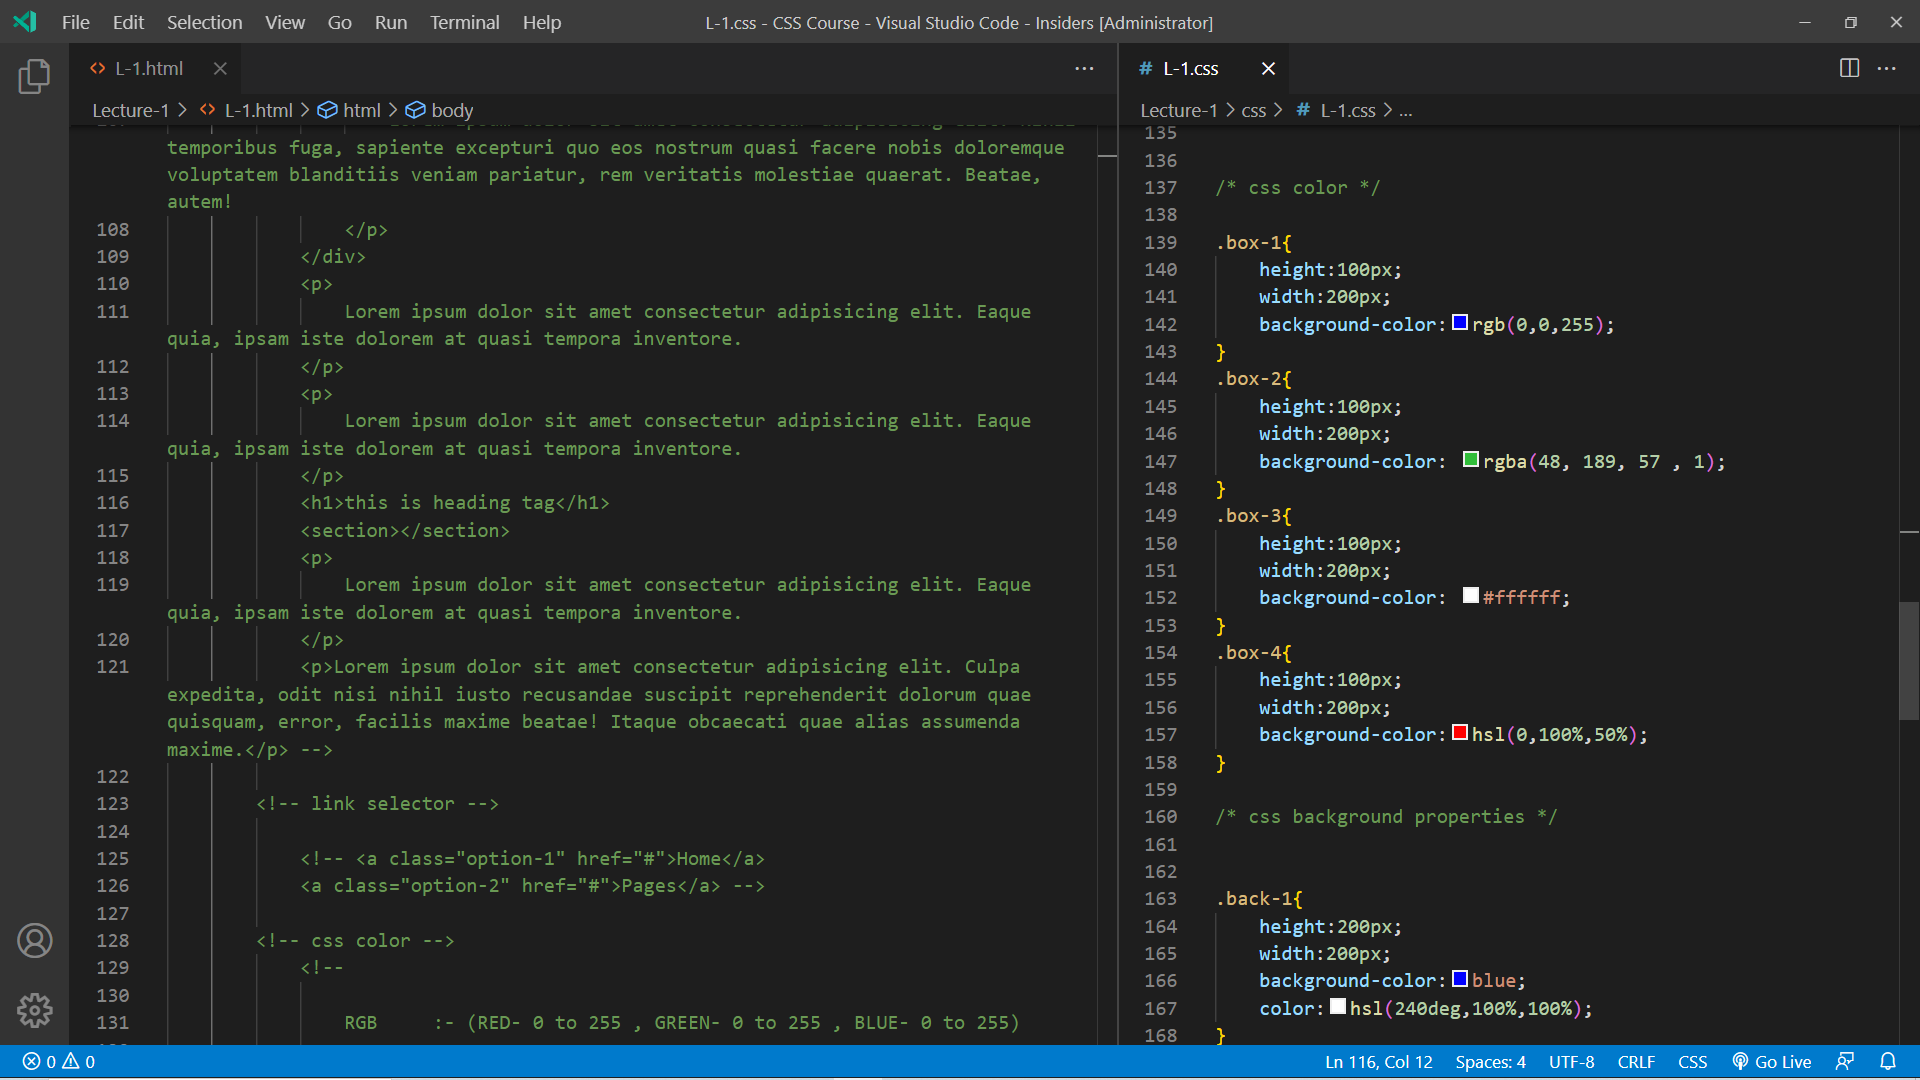 File Edit Selection View Go Run Terminal Help
L-1.css - CSS Course - Visual Studio Code - Insiders [Administrator]
L-1.html
Lecture-1 > L-1.html > html > body
temporibus fuga, sapiente excepturi quo eos nostrum quasi facere nobis doloremque
voluptatem blanditiis veniam pariatur, rem veritatis molestiae quaerat. Beatae,
autem!
108 </p>
109 </div>
110 <p>
111 Lorem ipsum dolor sit amet consectetur adipisicing elit. Eaque
quia, ipsam iste dolorem at quasi tempora inventore.
112 </p>
113 <p>
114 Lorem ipsum dolor sit amet consectetur adipisicing elit. Eaque
quia, ipsam iste dolorem at quasi tempora inventore.
115 </p>
116 <h1>this is heading tag</h1>
117 <section></section>
118 <p>
119 Lorem ipsum dolor sit amet consectetur adipisicing elit. Eaque
quia, ipsam iste dolorem at quasi tempora inventore.
120 </p>
121 <p>Lorem ipsum dolor sit amet consectetur adipisicing elit. Culpa
expedita, odit nisi nihil iusto recusandae suscipit reprehenderit dolorum quae
quisquam, error, facilis maxime beatae! Itaque obcaecati quae alias assumenda
maxime.</p> -->
122
123 <!-- link selector -->
124
125 <!-- <a class="option-1" href="#">Home</a>
126 <a class="option-2" href="#">Pages</a> -->
127
128 <!-- css color -->
129 <!--
130
131 RGB :- (RED- 0 to 255 , GREEN- 0 to 255 , BLUE- 0 to 255)
# L-1.css
Lecture-1 > css > # L-1.css > ...
135
136
137 /* css color */
138
139 .box-1{
140 height:100px;
141 width:200px;
142 background-color:rgb(0,0,255);
143 }
144 .box-2{
145 height:100px;
146 width:200px;
147 background-color: rgba(48, 189, 57 , 1);
148 }
149 .box-3{
150 height:100px;
151 width:200px;
152 background-color: #ffffff;
153 }
154 .box-4{
155 height:100px;
156 width:200px;
157 background-color:hsl(0,100%,50%);
158 }
159
160 /* css background properties */
161
162
163 .back-1{
164 height:200px;
165 width:200px;
166 background-color:blue;
167 color:hsl(240deg,100%,100%);
168 }
0 0
Ln 116, Col 12 Spaces: 4 UTF-8 CRLF CSS Go Live